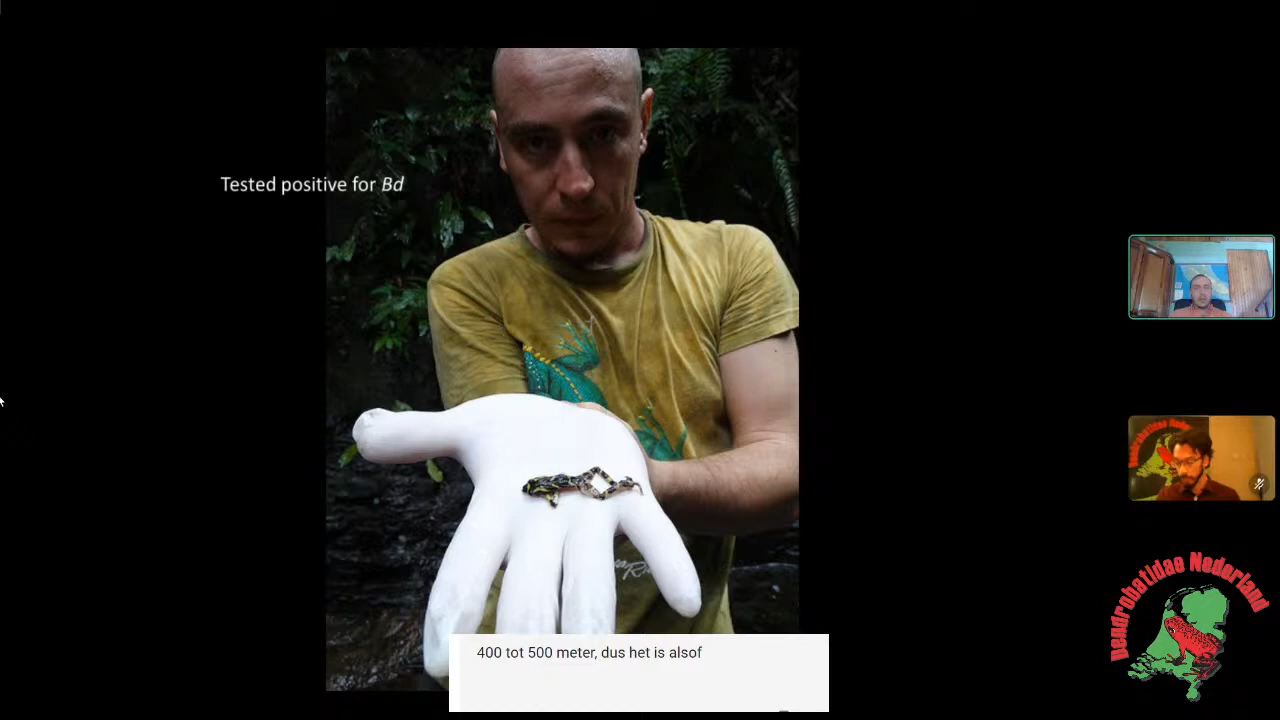 Tested positive for Bd
400 tot 500 meter, dus het is alsof
Dendrobatidae Nederland